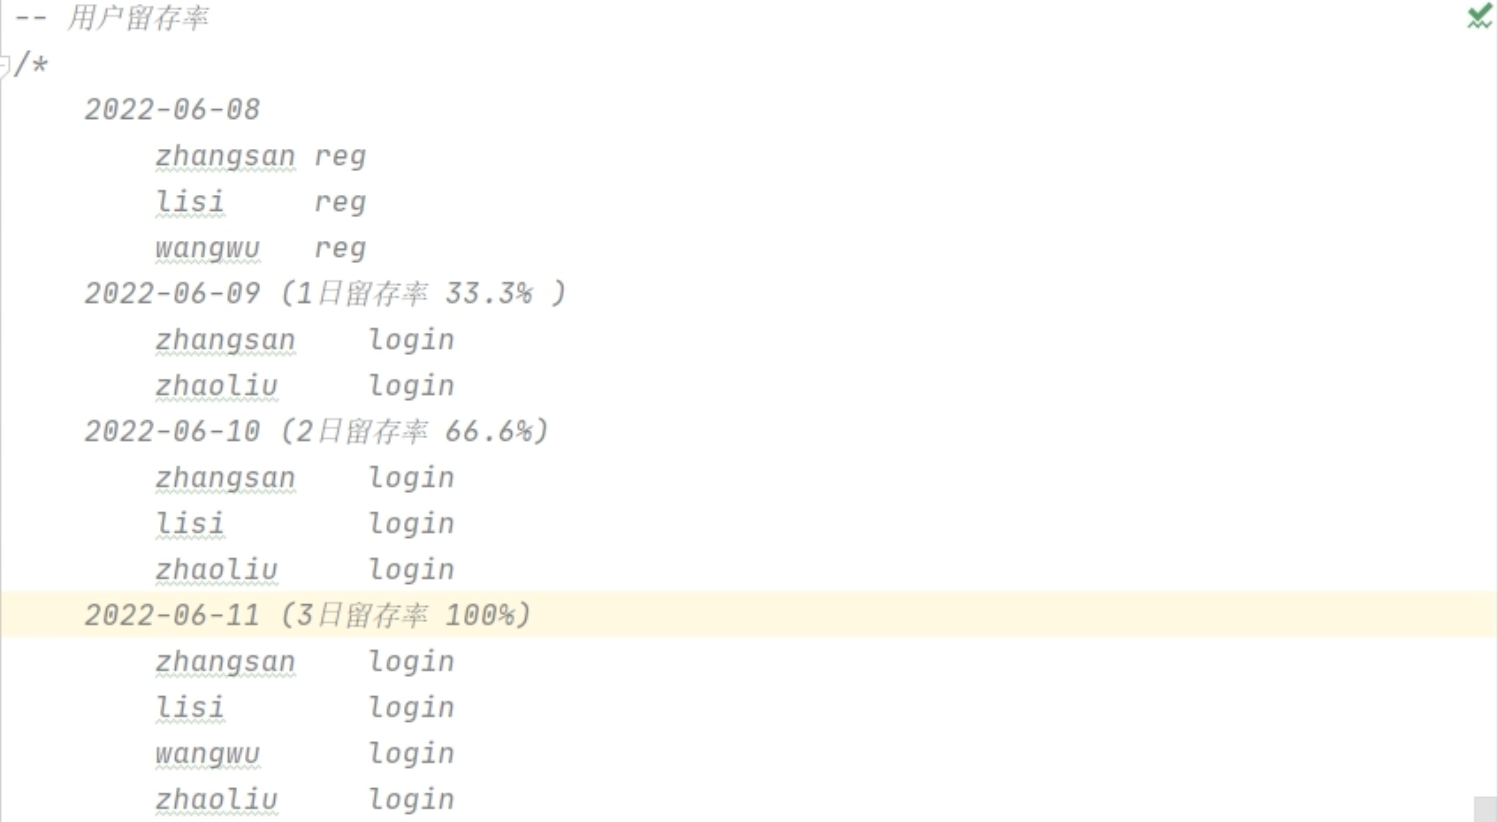 -- 用户留存率
/*
2022-06-08
zhangsan reg
lisi     reg
wangwu   reg
2022-06-09 (1日留存率 33.3% )
zhangsan    login
zhaoliu     login
2022-06-10 (2日留存率 66.6%)
zhangsan    login
lisi        login
zhaoliu     login
2022-06-11 (3日留存率 100%)
zhangsan    login
lisi        login
wangwu      login
zhaoliu     login